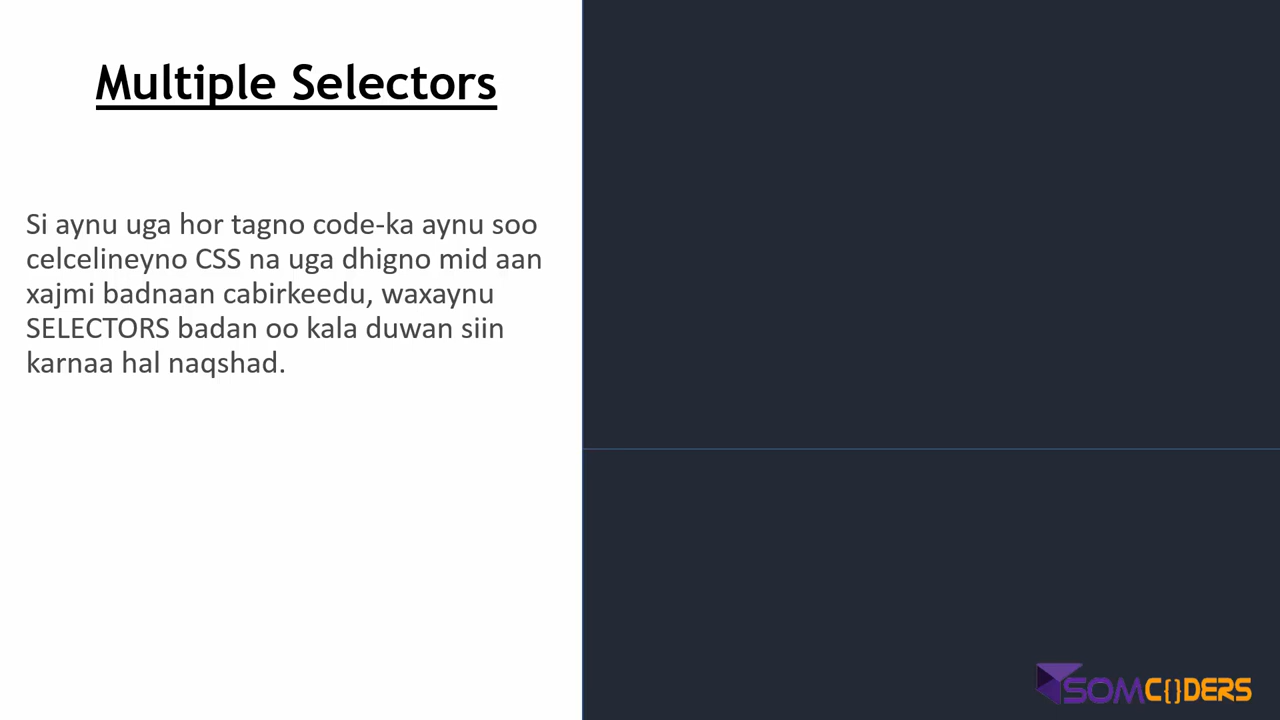 Multiple Selectors
Si aynu uga hor tagno code-ka aynu soo
celcelineyno CSS na uga dhigno mid aan
xajmi badnaan cabirkeedu, waxaynu
SELECTORS badan oo kala duwan siin
karnaa hal naqshad.
SOMC{}DERS